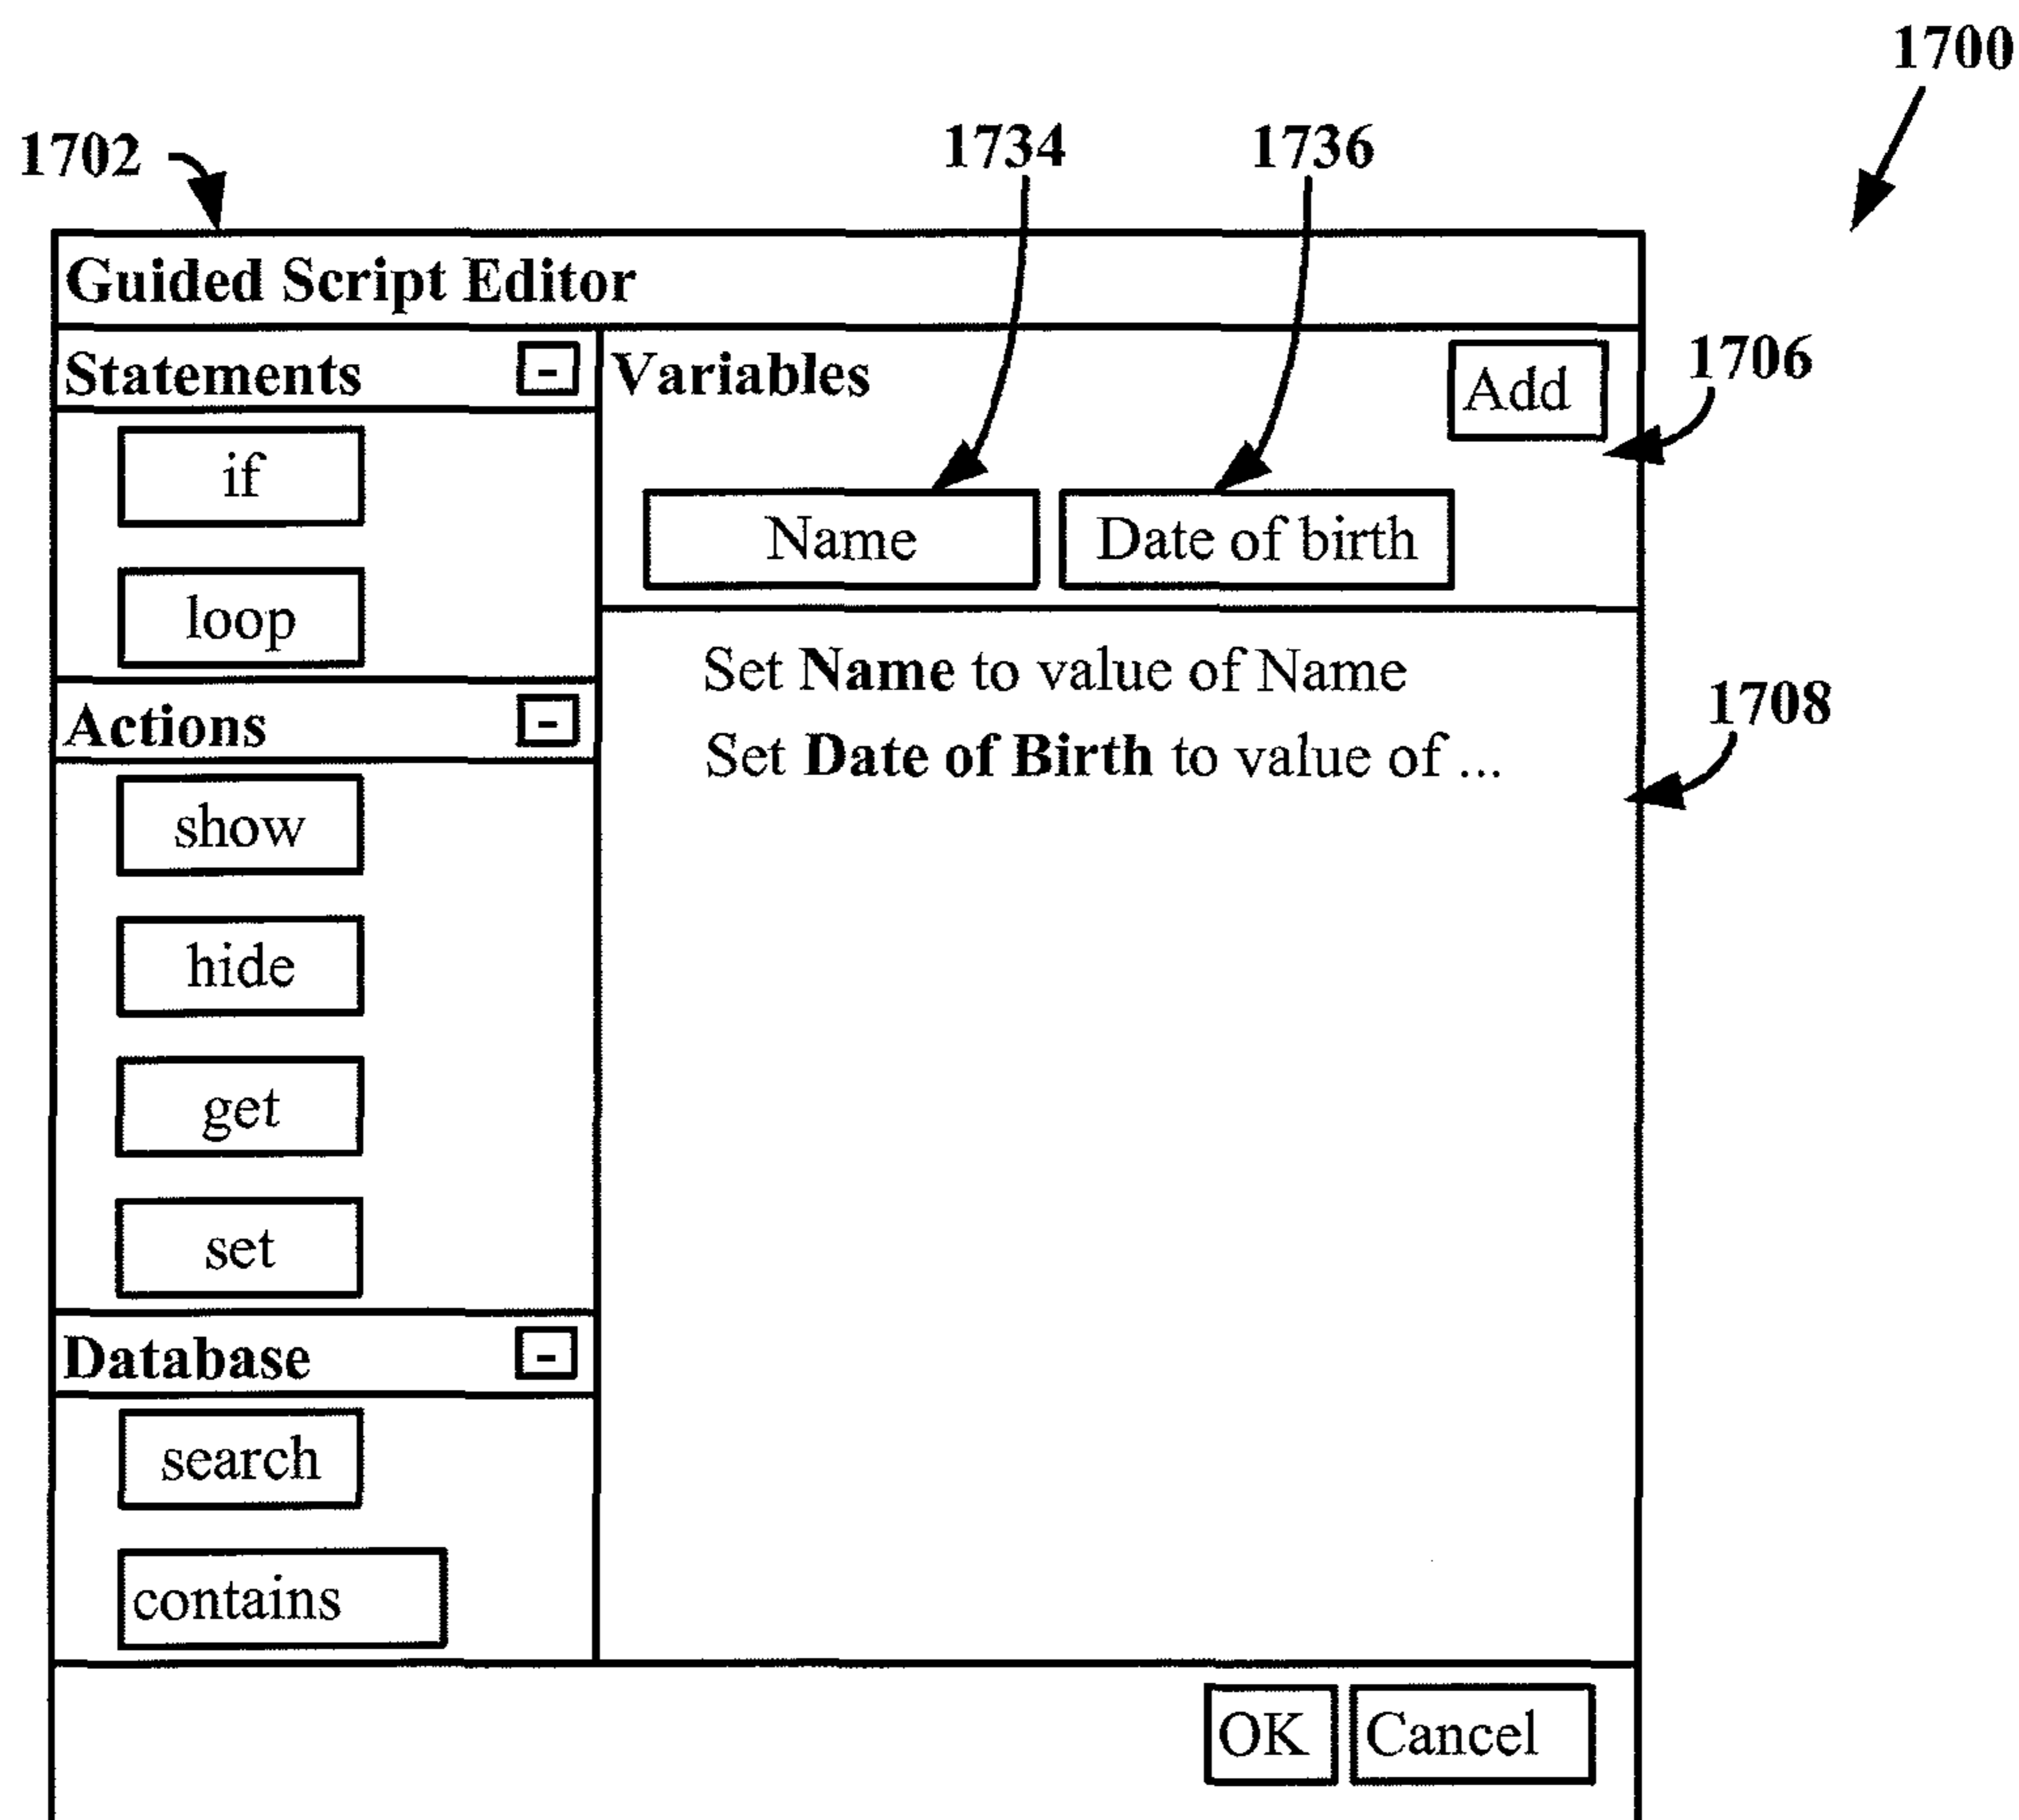 1700
1702
1734
1736
Guided Script Editor
Statements -
if
loop
Actions -
show
hide
get
set
Database -
search
contains
Variables
Add
1706
Name
Date of birth
Set Name to value of Name
Set Date of Birth to value of ...
1708
OK
Cancel